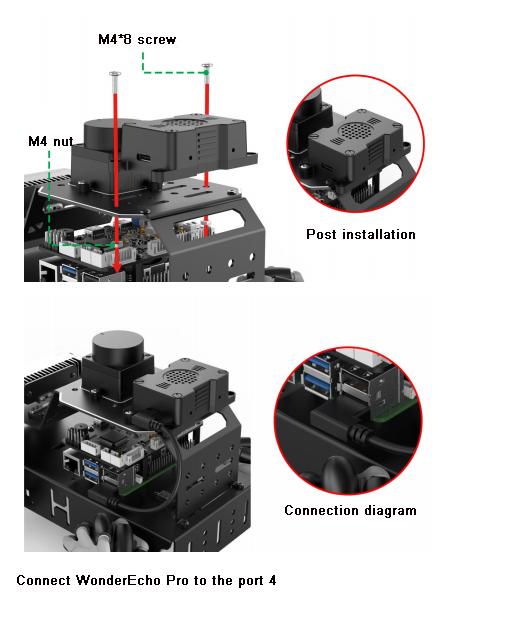 M4*8 screw
M4 nut
Post installation
Connection diagram
Connect WonderEcho Pro to the port 4